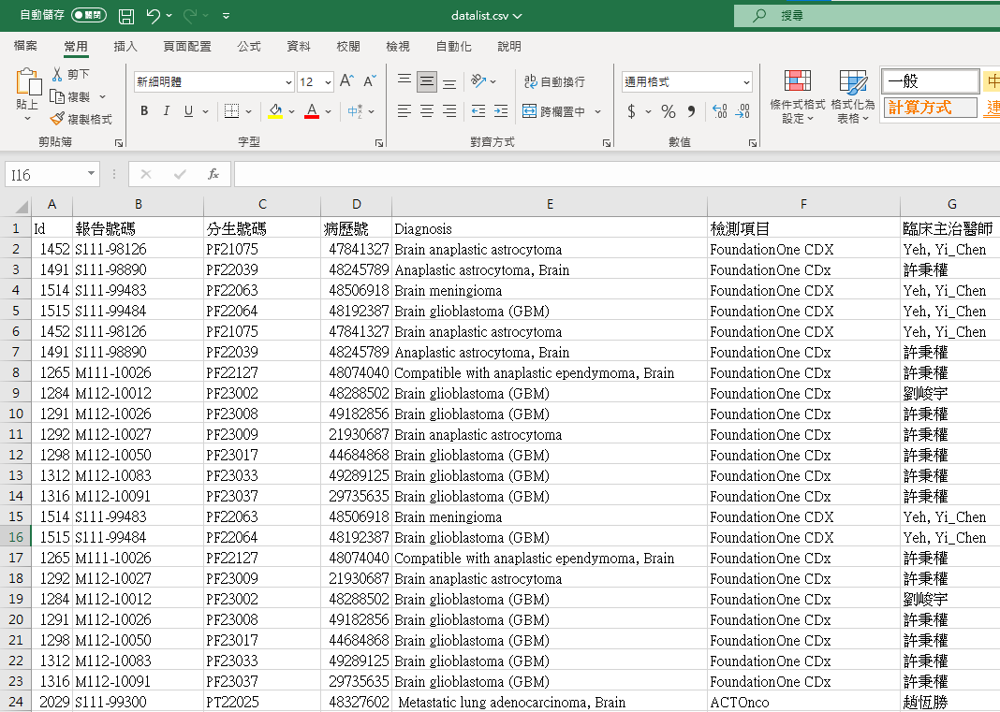 自動儲存 關閉 datalist.csv 搜尋
檔案 常用 插入 頁面配置 公式 資料 校閱 檢視 自動化 說明
貼上 剪下 複製 複製格式 剪貼簿
新細明體 12 A A B I U A 中 字型
自動換行 跨欄置中 對齊方式
通用格式 $ % 數值
條件式格式設定 格式化為表格 一般 中 計算方式 連
I16 fx
A B C D E F G
1 Id 報告號碼 分生號碼 病歷號 Diagnosis 檢測項目 臨床主治醫師
2 1452 S111-98126 PF21075 47841327 Brain anaplastic astrocytoma FoundationOne CDX Yeh, Yi_Chen
3 1491 S111-98890 PF22039 48245789 Anaplastic astrocytoma, Brain FoundationOne CDx 許秉權
4 1514 S111-99483 PF22063 48506918 Brain meningioma FoundationOne CDX Yeh, Yi_Chen
5 1515 S111-99484 PF22064 48192387 Brain glioblastoma (GBM) FoundationOne CDX Yeh, Yi_Chen
6 1452 S111-98126 PF21075 47841327 Brain anaplastic astrocytoma FoundationOne CDX Yeh, Yi_Chen
7 1491 S111-98890 PF22039 48245789 Anaplastic astrocytoma, Brain FoundationOne CDx 許秉權
8 1265 M111-10026 PF22127 48074040 Compatible with anaplastic ependymoma, Brain FoundationOne CDx 許秉權
9 1284 M112-10012 PF23002 48288502 Brain glioblastoma (GBM) FoundationOne CDx 劉峻宇
10 1291 M112-10026 PF23008 49182856 Brain glioblastoma (GBM) FoundationOne CDx 許秉權
11 1292 M112-10027 PF23009 21930687 Brain anaplastic astrocytoma FoundationOne CDx 許秉權
12 1298 M112-10050 PF23017 44684868 Brain glioblastoma (GBM) FoundationOne CDx 許秉權
13 1312 M112-10083 PF23033 49289125 Brain glioblastoma (GBM) FoundationOne CDx 許秉權
14 1316 M112-10091 PF23037 29735635 Brain glioblastoma (GBM) FoundationOne CDx 許秉權
15 1514 S111-99483 PF22063 48506918 Brain meningioma FoundationOne CDX Yeh, Yi_Chen
16 1515 S111-99484 PF22064 48192387 Brain glioblastoma (GBM) FoundationOne CDX Yeh, Yi_Chen
17 1265 M111-10026 PF22127 48074040 Compatible with anaplastic ependymoma, Brain FoundationOne CDx 許秉權
18 1292 M112-10027 PF23009 21930687 Brain anaplastic astrocytoma FoundationOne CDx 許秉權
19 1284 M112-10012 PF23002 48288502 Brain glioblastoma (GBM) FoundationOne CDx 劉峻宇
20 1291 M112-10026 PF23008 49182856 Brain glioblastoma (GBM) FoundationOne CDx 許秉權
21 1298 M112-10050 PF23017 44684868 Brain glioblastoma (GBM) FoundationOne CDx 許秉權
22 1312 M112-10083 PF23033 49289125 Brain glioblastoma (GBM) FoundationOne CDx 許秉權
23 1316 M112-10091 PF23037 29735635 Brain glioblastoma (GBM) FoundationOne CDx 許秉權
24 2029 S111-99300 PT22025 48327602 Metastatic lung adenocarcinoma, Brain ACTOnco 趙恆勝